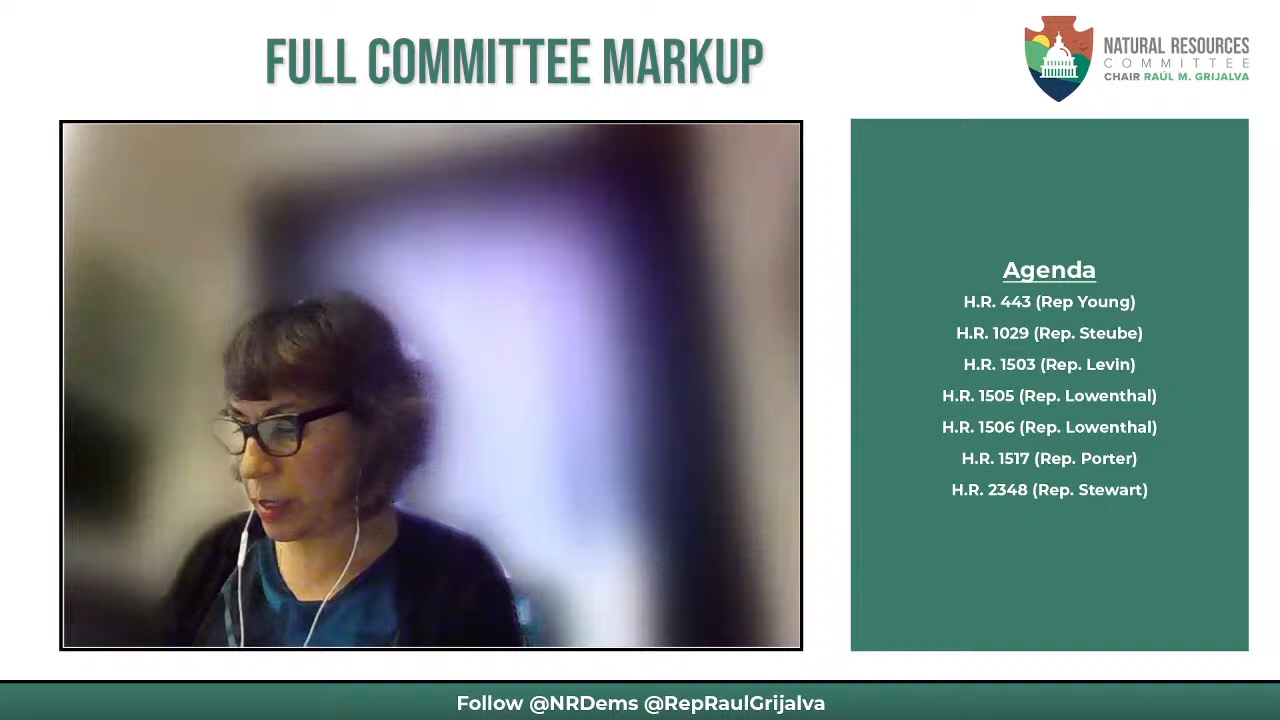 FULL COMMITTEE MARKUP
NATURAL RESOURCES
COMMITTEE
CHAIR RAÚL M. GRIJALVA
Agenda
H.R. 443 (Rep Young)
H.R. 1029 (Rep. Steube)
H.R. 1503 (Rep. Levin)
H.R. 1505 (Rep. Lowenthal)
H.R. 1506 (Rep. Lowenthal)
H.R. 1517 (Rep. Porter)
H.R. 2348 (Rep. Stewart)
Follow @NRDems @RepRaulGrijalva